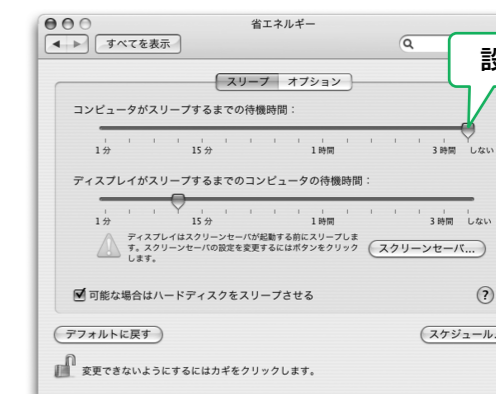 省エネルギー
すべてを表示
設
スリープ オプション
コンピュータがスリープするまでの待機時間：
1 分 15 分 1 時間 3 時間 しない
ディスプレイがスリープするまでのコンピュータの待機時間：
1 分 15 分 1 時間 3 時間 しない
ディスプレイはスクリーンセーバが起動する前にスリープしま
す。スクリーンセーバの設定を変更するにはボタンをクリック
します。
スクリーンセーバ...
可能な場合はハードディスクをスリープさせる
?
デフォルトに戻す
スケジュール
変更できないようにするにはカギをクリックします。